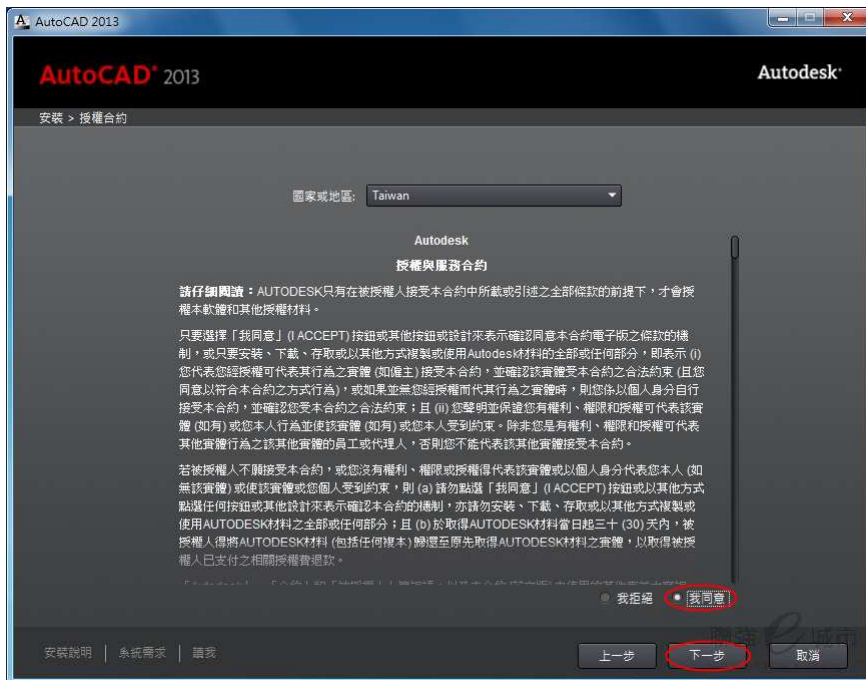 AutoCAD 2013
AutoCAD 2013
Autodesk
安裝 > 授權合約
國家或地區: Taiwan
Autodesk
授權與服務合約
請仔細閱讀：AUTODESK只有在被授權人接受本合約中所載或引述之全部條款的前提下，才會授
權本軟體和其他授權材料。
只要選擇「我同意」(I ACCEPT) 按鈕或其他按鈕或設計來表示確認同意本合約電子版之條款的機
制，或只要安裝、下載、存取或以其他方式複製或使用Autodesk材料的全部或任何部分，即表示 (i)
您代表您經授權可代表其行為之實體 (如僱主) 接受本合約，並確認該實體受本合約之合法約束 (且您
同意以符合本合約之方式行為)，或如果並無您經授權而代其行為之實體時，則您係以個人身分自行
接受本合約，並確認您受本合約之合法約束；且 (ii) 您聲明並保證您有權利、權限和授權可代表該實
體 (如有) 或您本人行為並使該實體 (如有) 或您本人受到約束。除非您是有權利、權限和授權可代表
其他實體行為之該其他實體的員工或代理人，否則您不能代表該其他實體接受本合約。
若被授權人不願接受本合約，或您沒有權利、權限或授權得代表該實體或以個人身分代表您本人 (如
無該實體) 或使該實體或您個人受到約束，則 (a) 請勿點選「我同意」(I ACCEPT) 按鈕或以其他方式
點選任何按鈕或其他設計來表示確認本合約的機制，亦請勿安裝、下載、存取或以其他方式複製或
使用AUTODESK材料之全部或任何部分；且 (b) 於取得AUTODESK材料當日起三十 (30) 天內，被
授權人得將AUTODESK材料 (包括任何複本) 歸還至原先取得AUTODESK材料之實體，以取得被授
權人已支付之相關授權費退款。
我拒絕 我同意
安裝說明 | 系統需求 | 讀我
上一步 下一步 取消
聯強e城市